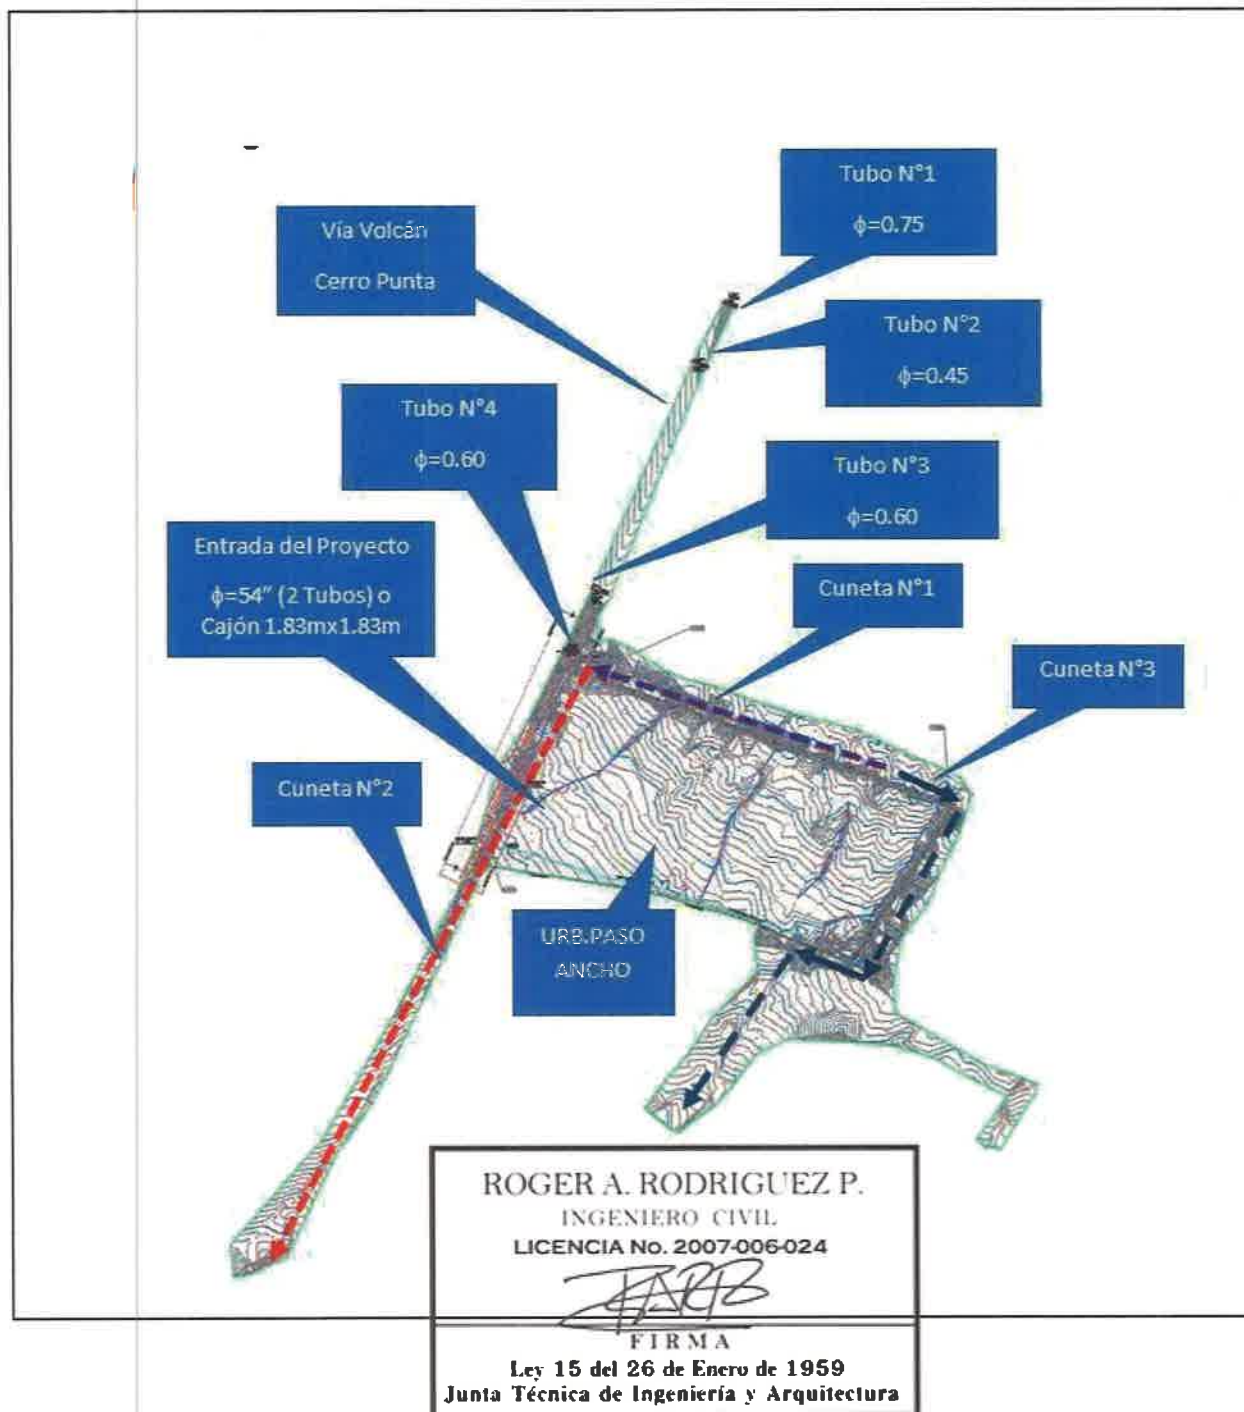 Tubo N°1
ϕ=0.75
Vía Volcán
Cerro Punta
Tubo N°2
ϕ=0.45
Tubo N°4
ϕ=0.60
Tubo N°3
ϕ=0.60
Entrada del Proyecto
ϕ=54” (2 Tubos) o
Cajón 1.83mx1.83m
Cuneta N°1
Cuneta N°3
Cuneta N°2
URB.PASO
ANCHO
ROGER A. RODRIGUEZ P.
INGENIERO CIVIL
LICENCIA No. 2007-006-024
FIRMA
Ley 15 del 26 de Enero de 1959
Junta Técnica de Ingeniería y Arquitectura